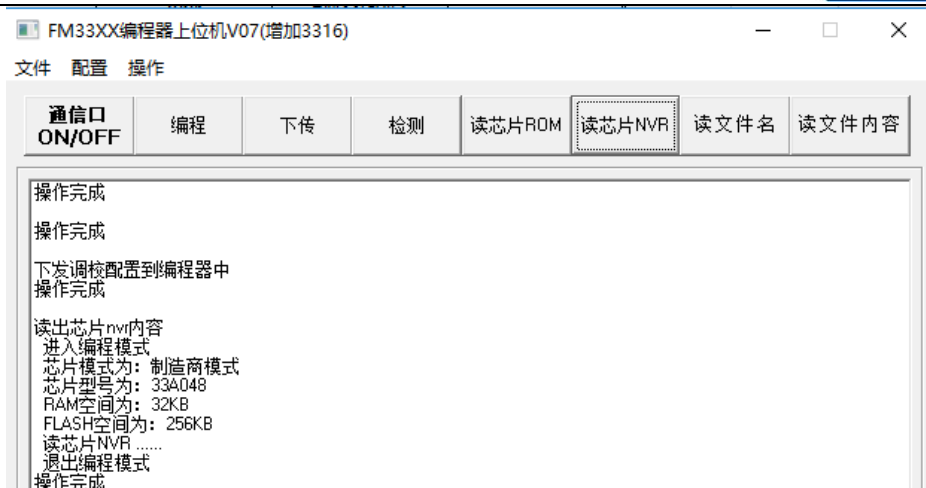 FM33XX编程器上位机V07(增加3316)
文件 配置 操作
通信口 ON/OFF 编程 下传 检测 读芯片ROM 读芯片NVR 读文件名 读文件内容
操作完成
操作完成
下发调校配置到编程器中
操作完成
读出芯片nvr内容
进入编程模式
芯片模式为：制造商模式
芯片型号为：33A048
RAM空间为：32KB
FLASH空间为：256KB
读芯片NVR ......
退出编程模式
操作完成